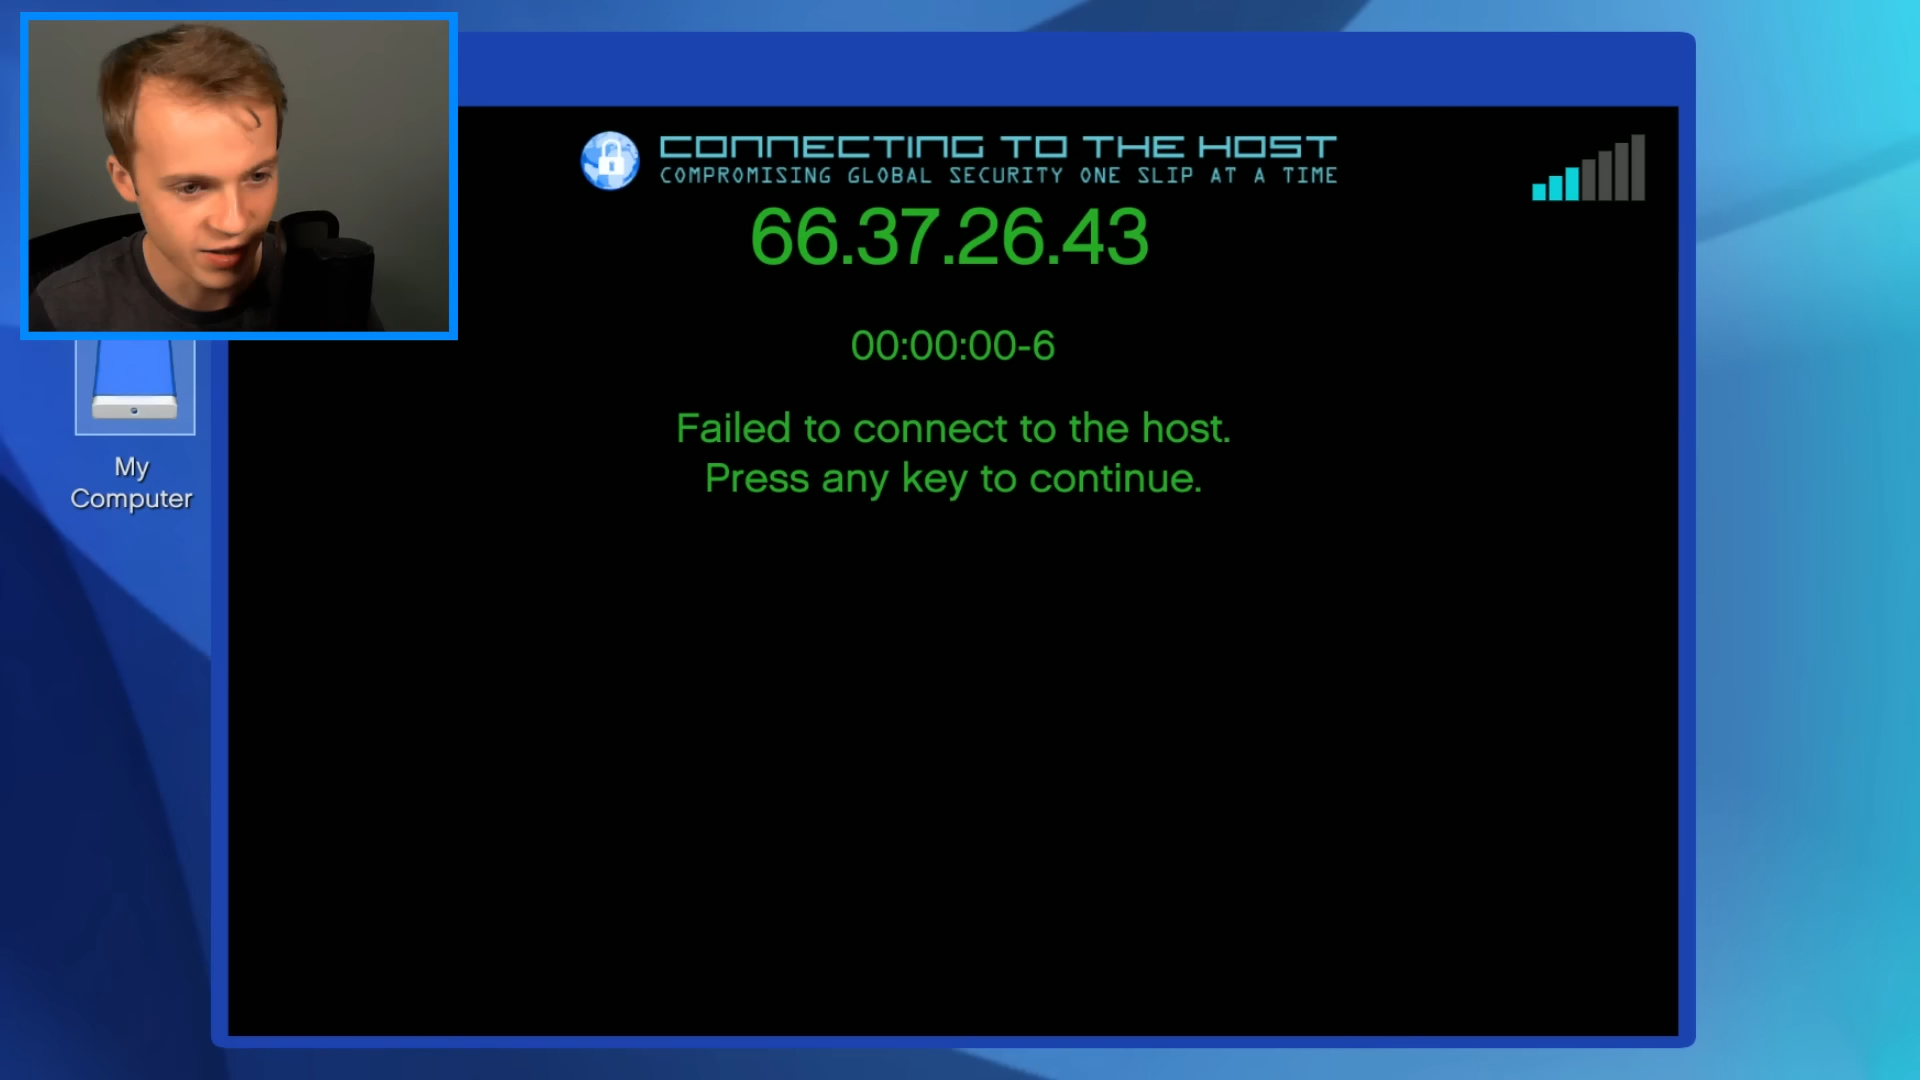 CONNECTING TO THE HOST
COMPROMISING GLOBAL SECURITY ONE SLIP AT A TIME
66.37.26.43
00:00:00-6
Failed to connect to the host.
Press any key to continue.
My
Computer